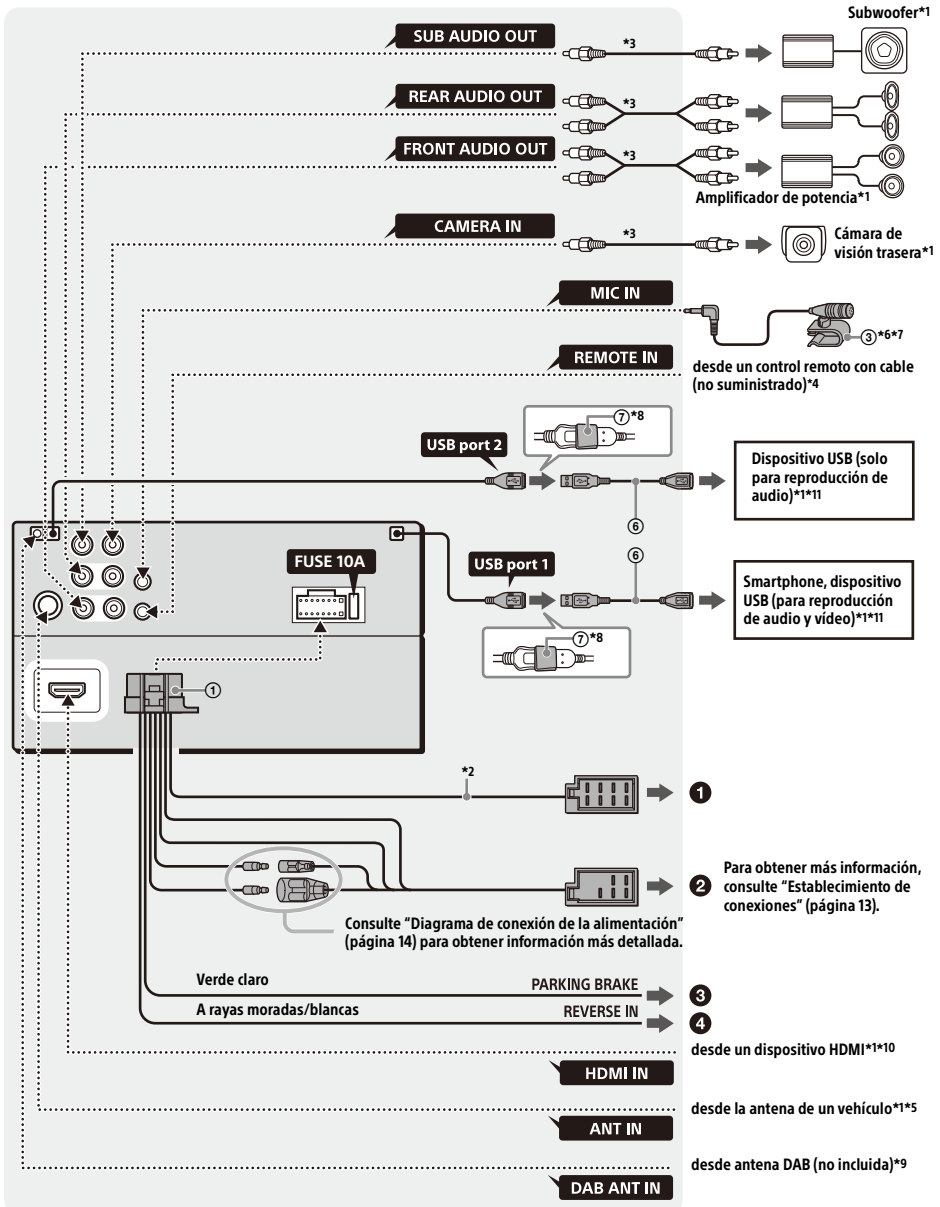 Subwoofer*1
SUB AUDIO OUT
*3
REAR AUDIO OUT
*3
FRONT AUDIO OUT
*3
Amplificador de potencia*1
CAMERA IN
*3
Cámara de
visión trasera*1
MIC IN
③*6*7
REMOTE IN
desde un control remoto con cable
(no suministrado)*4
⑦*8
USB port 2
Dispositivo USB (solo
para reproducción de
audio)*1*11
⑥
⑥
FUSE 10A
USB port 1
Smartphone, dispositivo
USB (para reproducción
de audio y vídeo)*1*11
⑦*8
①
*2
❶
❷
Para obtener más información,
consulte “Establecimiento de
conexiones” (página 13).
Consulte “Diagrama de conexión de la alimentación”
(página 14) para obtener información más detallada.
Verde claro
PARKING BRAKE
❸
A rayas moradas/blancas
REVERSE IN
❹
desde un dispositivo HDMI*1*10
HDMI IN
desde la antena de un vehículo*1*5
ANT IN
desde antena DAB (no incluida)*9
DAB ANT IN